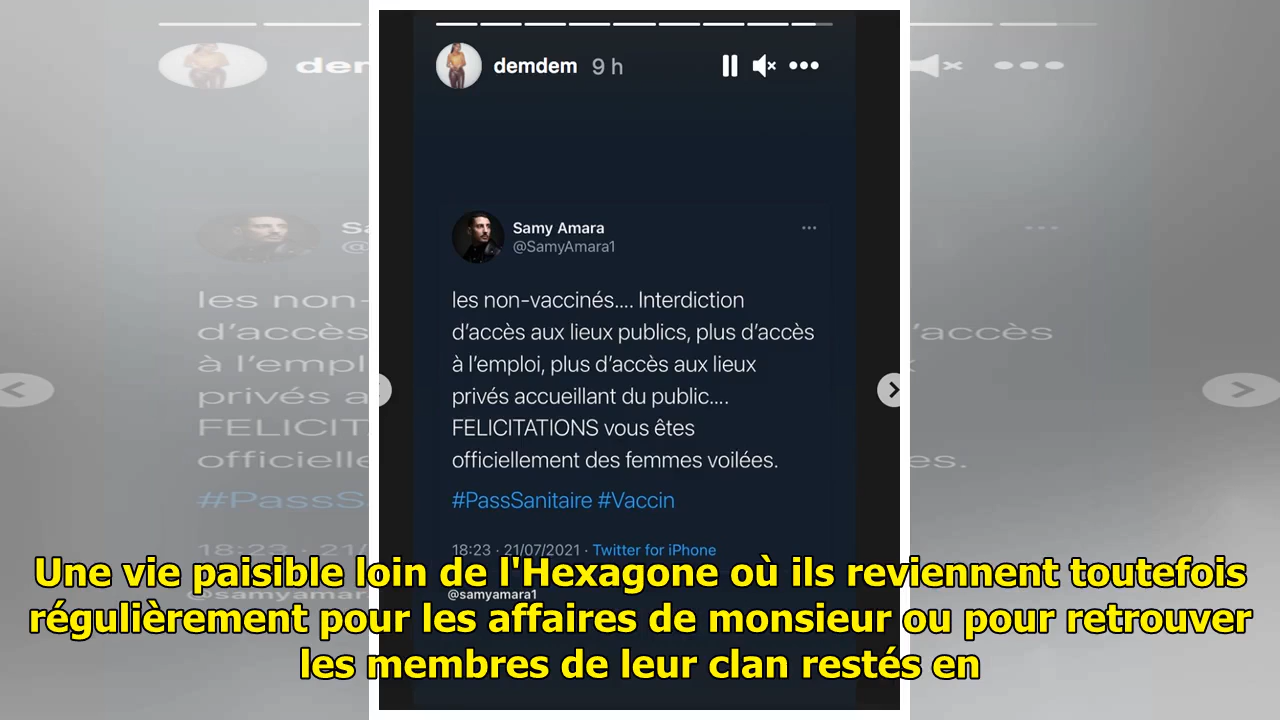 demdem 9 h
Samy Amara
@SamyAmara1
les non-vaccinés.... Interdiction
d'accès aux lieux publics, plus d'accès
à l'emploi, plus d'accès aux lieux
privés accueillant du public....
FELICITATIONS vous êtes
officiellement des femmes voilées.
#PassSanitaire #Vaccin
18:23 · 21/07/2021 · Twitter for iPhone
@samyamara1
Une vie paisible loin de l'Hexagone où ils reviennent toutefois
régulièrement pour les affaires de monsieur ou pour retrouver
les membres de leur clan restés en